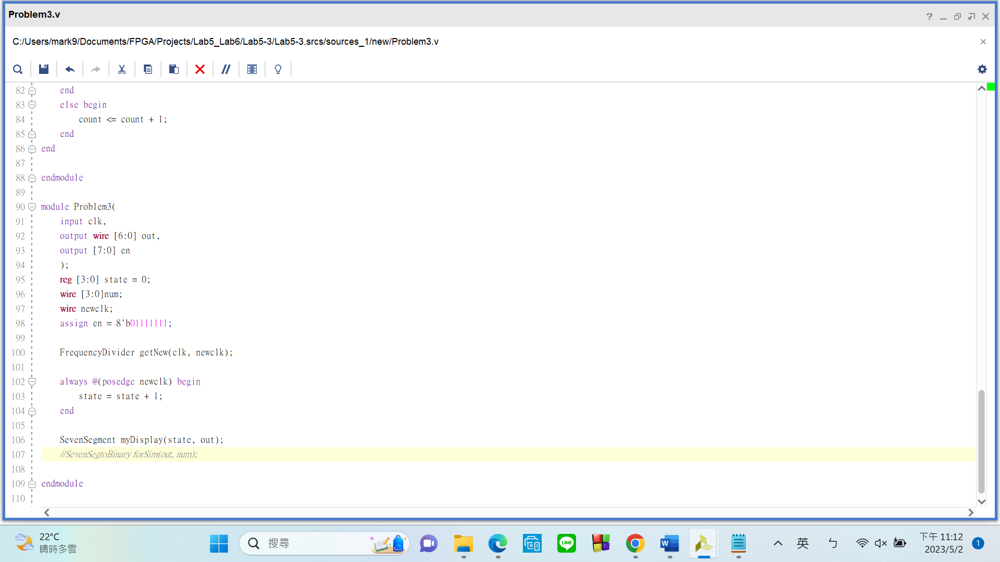 Problem3.v
C:/Users/mark9/Documents/FPGA/Projects/Lab5_Lab6/Lab5-3/Lab5-3.srcs/sources_1/new/Problem3.v
82 end
83 else begin
84 count <= count + 1;
85 end
86 end
87
88 endmodule
89
90 module Problem3(
91 input clk,
92 output wire [6:0] out,
93 output [7:0] en
94 );
95 reg [3:0] state = 0;
96 wire [3:0]num;
97 wire newclk;
98 assign en = 8'b01111111;
99
100 FrequencyDivider getNew(clk, newclk);
101
102 always @(posedge newclk) begin
103 state = state + 1;
104 end
105
106 SevenSegment myDisplay(state, out);
107 //SevenSegtoBinary forSim(out, num);
108
109 endmodule
110
22°C
晴時多雲
搜尋
LINE
W
英
ㄅ
下午 11:12
2023/5/2
1